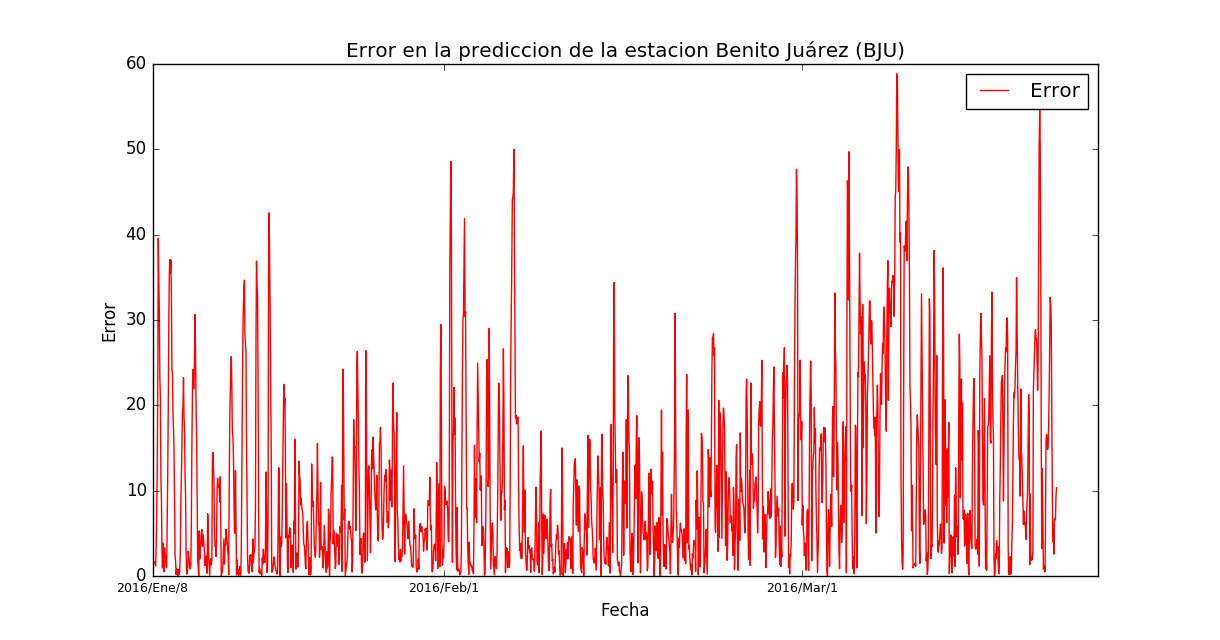 Error en la prediccion de la estacion Benito Juárez (BJU)
Error
60
50
40
30
20
10
0
Error
2016/Ene/8
2016/Feb/1
2016/Mar/1
Fecha